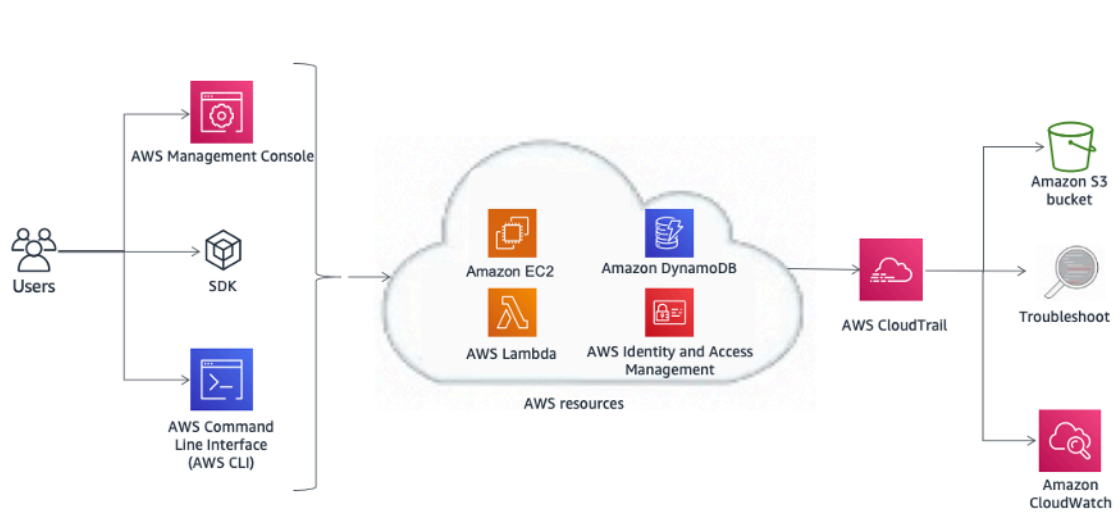 Users
AWS Management Console
SDK
AWS Command
Line Interface
(AWS CLI)
Amazon EC2
Amazon DynamoDB
AWS Lambda
AWS Identity and Access
Management
AWS resources
AWS CloudTrail
Amazon S3
bucket
Troubleshoot
Amazon
CloudWatch